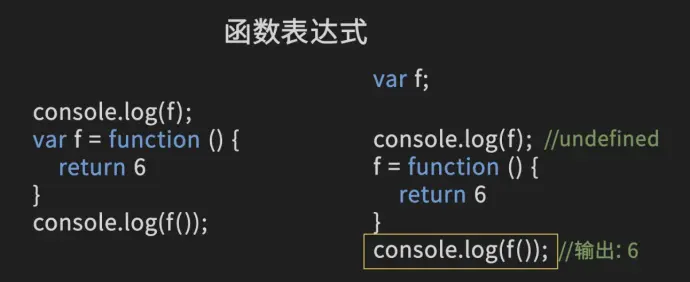 函数表达式
console.log(f);
var f = function () {
return 6
}
console.log(f());
var f;
console.log(f); //undefined
f = function () {
return 6
}
console.log(f()); //输出: 6